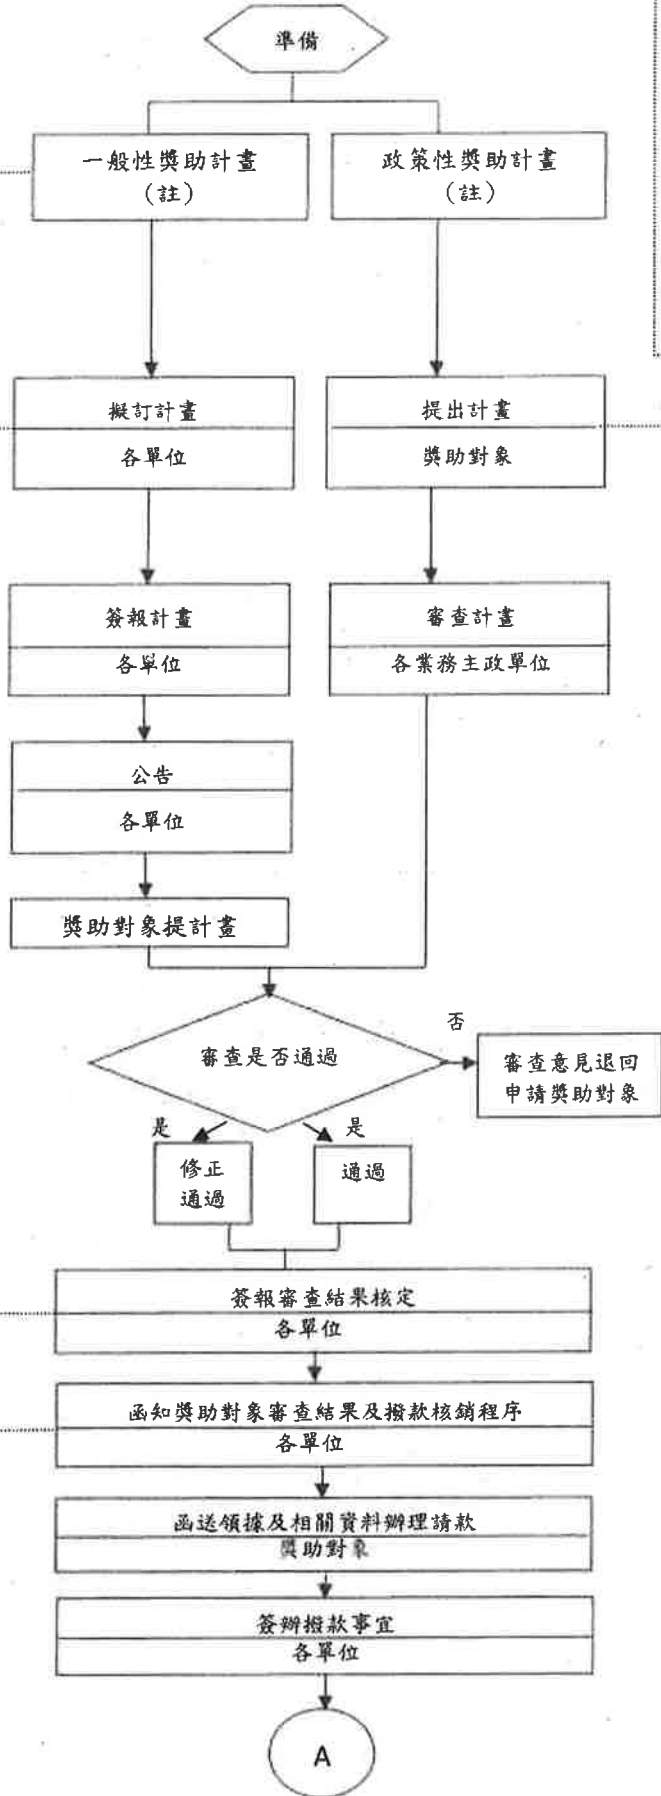 準備
一般性獎助計畫
(註)
政策性獎助計畫
(註)
擬訂計畫
各單位
提出計畫
獎助對象
簽報計畫
各單位
審查計畫
各業務主政單位
公告
各單位
獎助對象提計畫
審查是否通過
否
審查意見退回
申請獎助對象
是
是
修正
通過
通過
簽報審查結果核定
各單位
函知獎助對象審查結果及撥款核銷程序
各單位
函送領據及相關資料辦理請款
獎助對象
簽辦撥款事宜
各單位
A